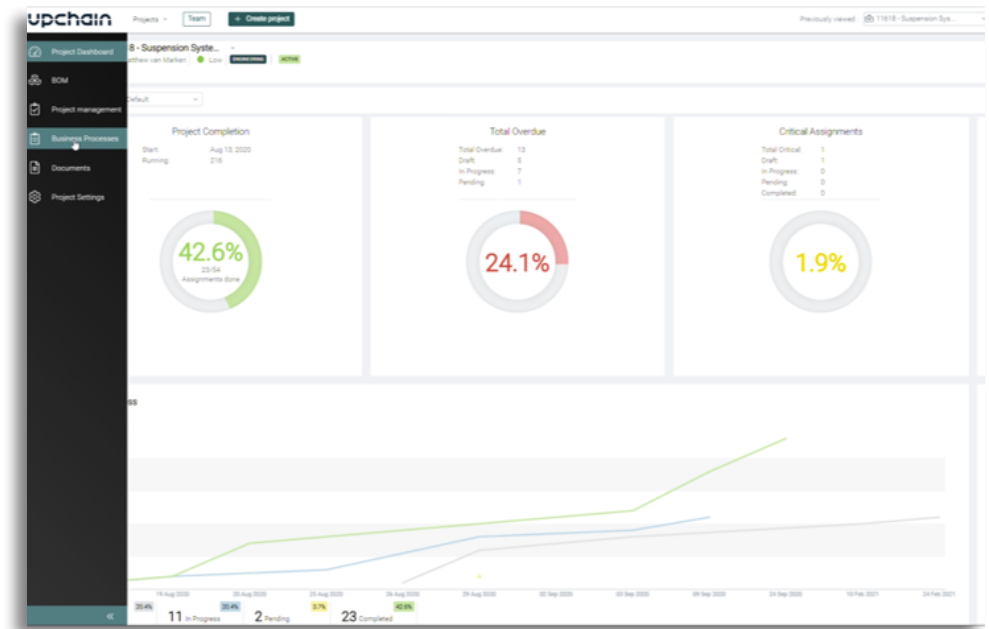 upchain Projects Team + Create project Previously viewed: 11618 - Suspension Sys...
Project Dashboard
BOM
Project management
Business Processes
Documents
Project Settings
8 - Suspension Syste...
atthew van Marken Low ENGINEERING ACTIVE
Default
Project Completion
Start: Aug 13, 2020
Running: 216
42.6%
23/54
Assignments done
Total Overdue
Total Overdue: 13
Draft: 5
In Progress: 7
Pending: 1
24.1%
Critical Assignments
Total Critical: 1
Draft: 1
In Progress: 0
Pending: 0
Completed: 0
1.9%
ss
19 Aug 2020 20 Aug 2020 25 Aug 2020 26 Aug 2020 29 Aug 2020 02 Sep 2020 03 Sep 2020 09 Sep 2020 24 Sep 2020 10 Feb 2021 24 Feb 2021
20.4% 20.4% 3.7% 42.6%
11 In Progress 2 Pending 23 Completed